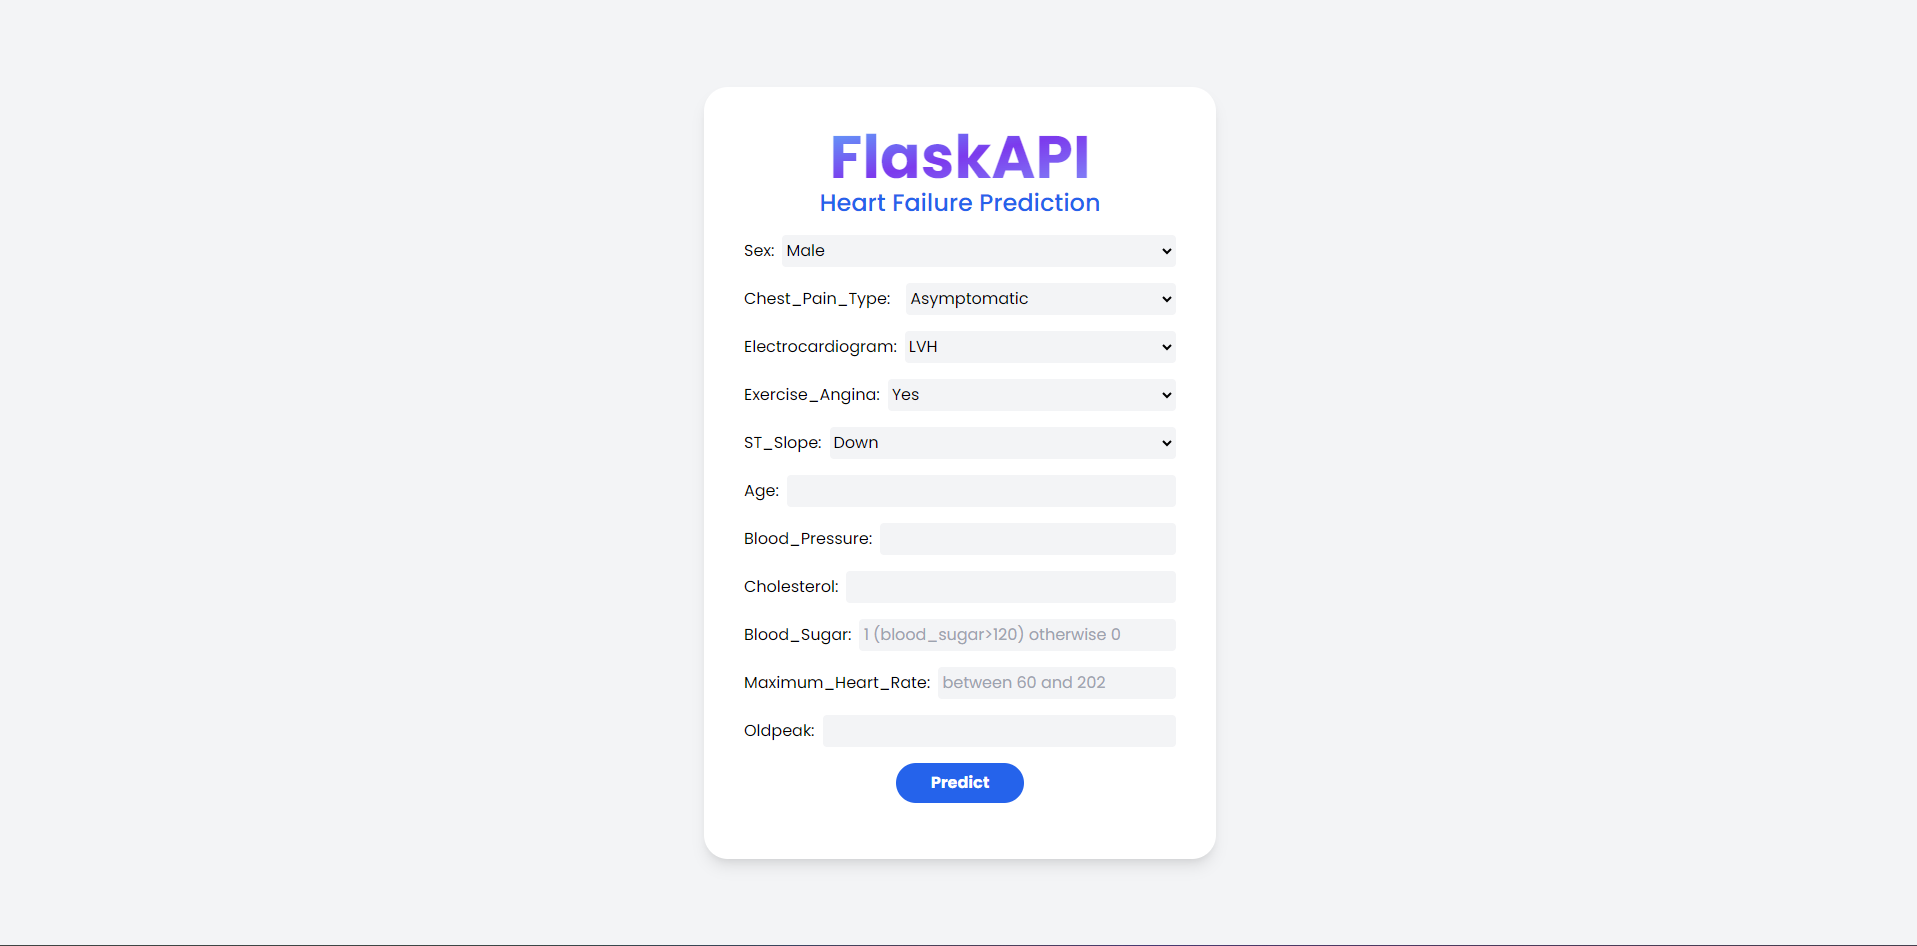 FlaskAPI
Heart Failure Prediction
Sex: Male
Chest_Pain_Type: Asymptomatic
Electrocardiogram: LVH
Exercise_Angina: Yes
ST_Slope: Down
Age:
Blood_Pressure:
Cholesterol:
Blood_Sugar: 1 (blood_sugar>120) otherwise 0
Maximum_Heart_Rate: between 60 and 202
Oldpeak:
Predict